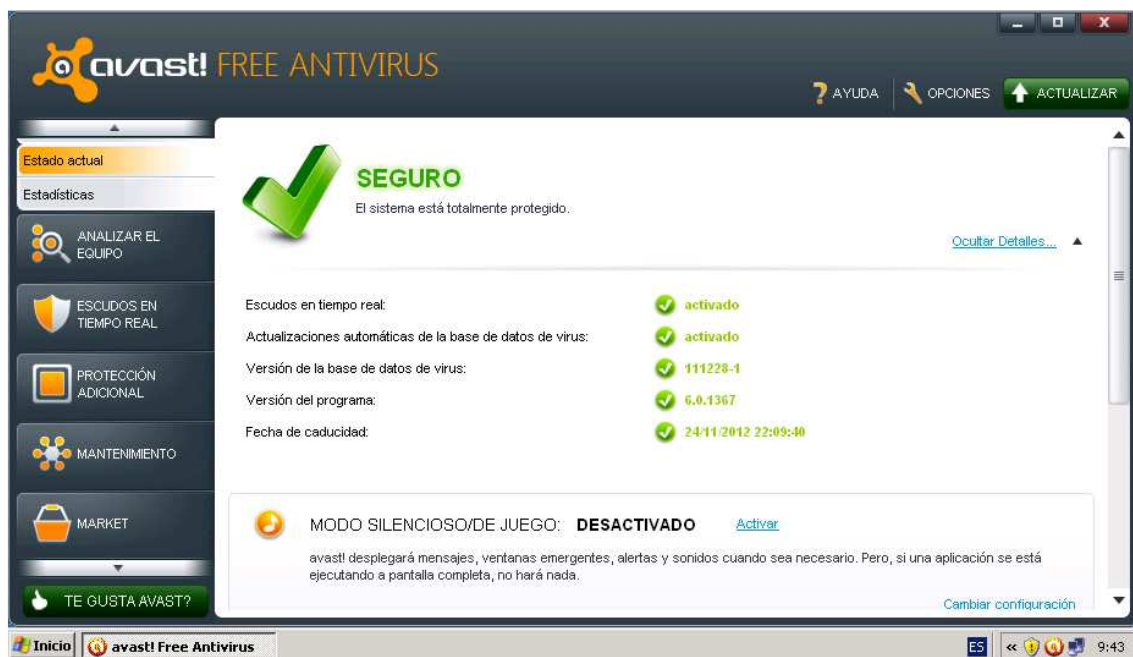 avast! FREE ANTIVIRUS
AYUDA
OPCIONES
ACTUALIZAR
Estado actual
Estadísticas
ANALIZAR EL
EQUIPO
ESCUDOS EN
TIEMPO REAL
PROTECCIÓN
ADICIONAL
MANTENIMIENTO
MARKET
TE GUSTA AVAST?
SEGURO
El sistema está totalmente protegido.
Ocultar Detalles...
Escudos en tiempo real: activado
Actualizaciones automáticas de la base de datos de virus: activado
Versión de la base de datos de virus: 111228-1
Versión del programa: 6.0.1367
Fecha de caducidad: 24/11/2012 22:09:40
MODO SILENCIOSO/DE JUEGO: DESACTIVADO Activar
avast! desplegará mensajes, ventanas emergentes, alertas y sonidos cuando sea necesario. Pero, si una aplicación se está
ejecutando a pantalla completa, no hará nada.
Cambiar configuración
Inicio
avast! Free Antivirus
ES
9:43